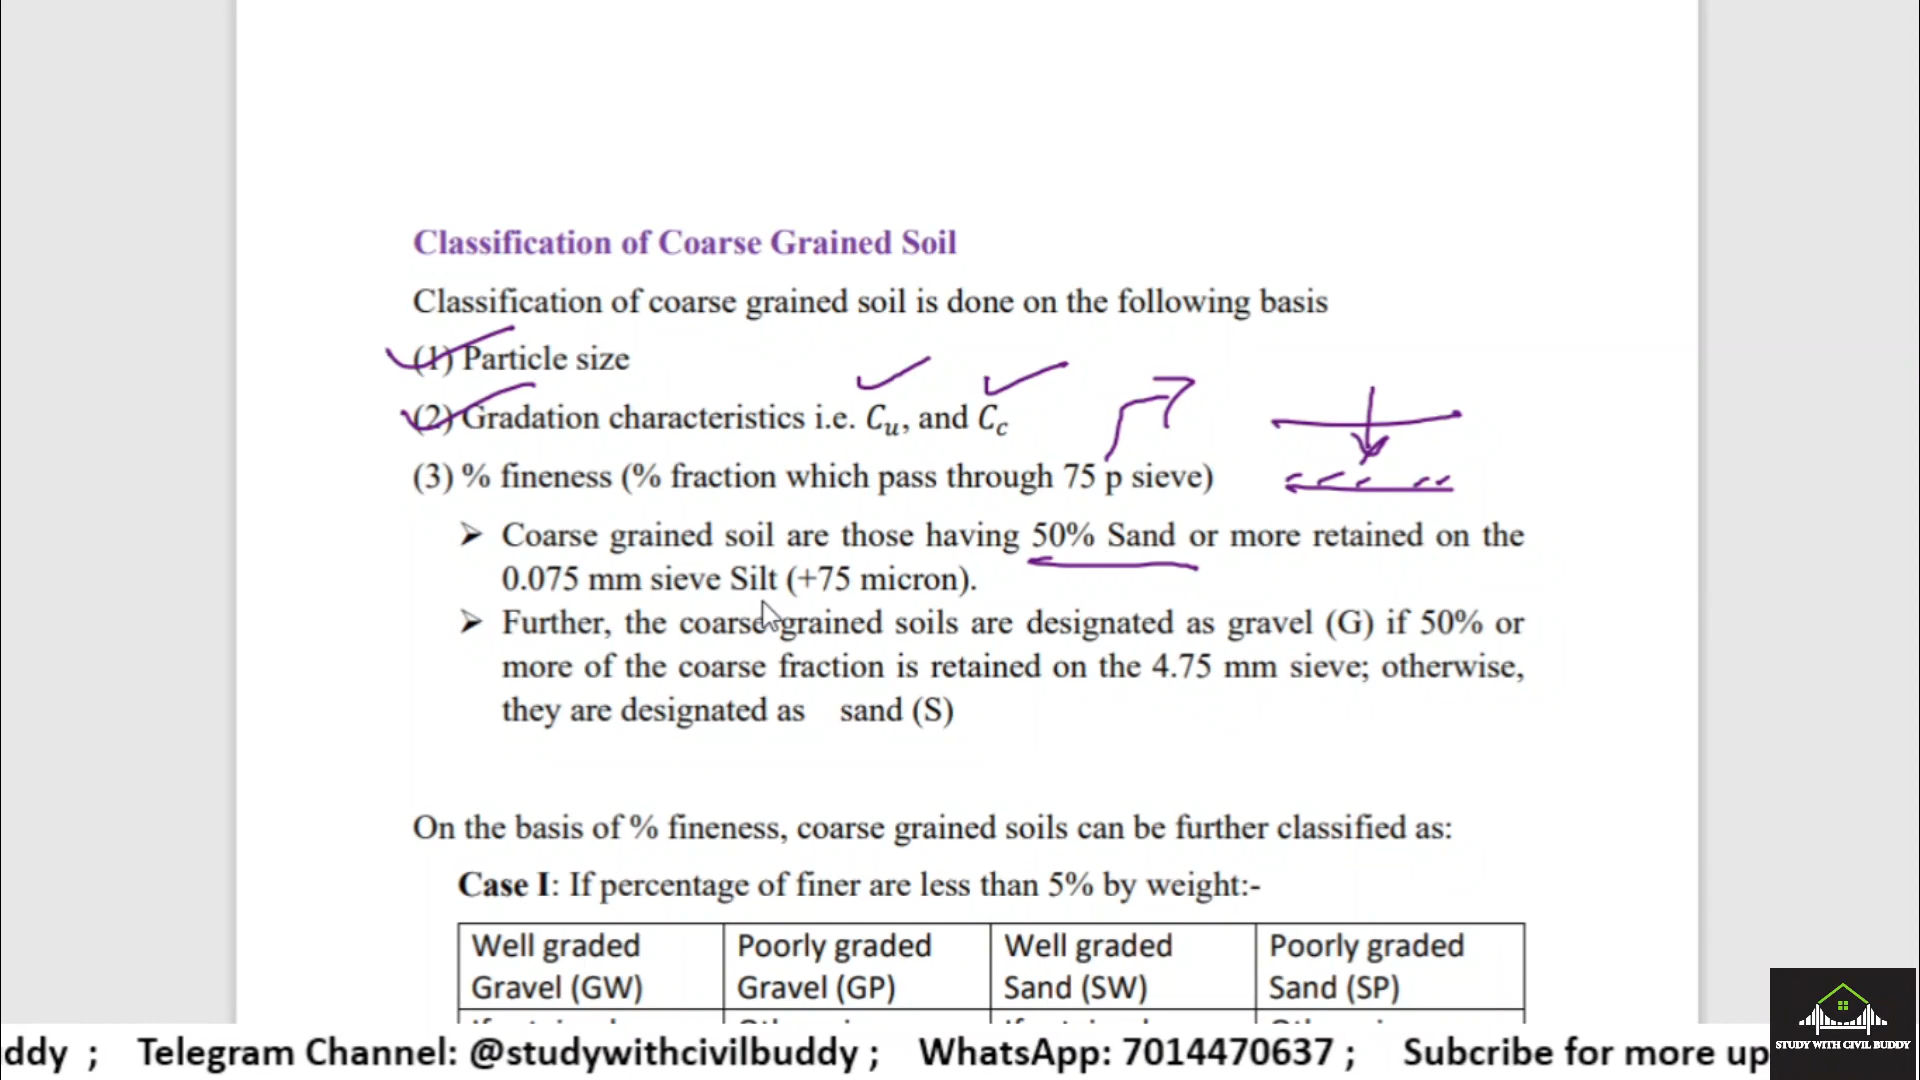 Classification of Coarse Grained Soil
Classification of coarse grained soil is done on the following basis
(1) Particle size
(2) Gradation characteristics i.e. Cᵤ, and C_c
(3) % fineness (% fraction which pass through 75 p sieve)
➤ Coarse grained soil are those having 50% Sand or more retained on the
0.075 mm sieve Silt (+75 micron).
➤ Further, the coarse grained soils are designated as gravel (G) if 50% or
more of the coarse fraction is retained on the 4.75 mm sieve; otherwise,
they are designated as sand (S)
On the basis of % fineness, coarse grained soils can be further classified as:
Case I: If percentage of finer are less than 5% by weight:-
Well graded Poorly graded Well graded Poorly graded
Gravel (GW) Gravel (GP) Sand (SW) Sand (SP)
ddy ; Telegram Channel: @studywithcivilbuddy ; WhatsApp: 7014470637 ; Subcribe for more up
STUDY WITH CIVIL BUDDY